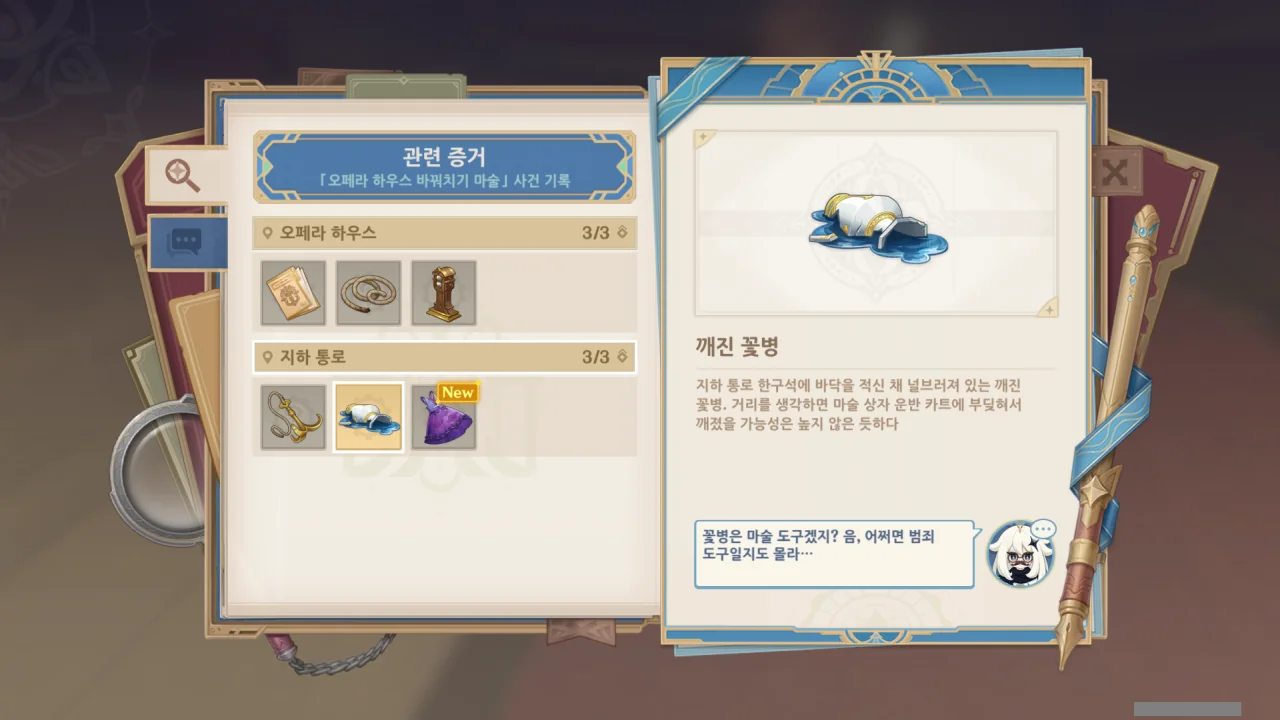 관련 증거
「오페라 하우스 바꿔치기 마술」 사건 기록
오페라 하우스 3/3
지하 통로 3/3
New
깨진 꽃병
지하 통로 한구석에 바닥을 적신 채 널브러져 있는 깨진
꽃병. 거리를 생각하면 마술 상자 운반 카트에 부딪혀서
깨졌을 가능성은 높지 않은 듯하다
꽃병은 마술 도구겠지? 음, 어쩌면 범죄
도구일지도 몰라…